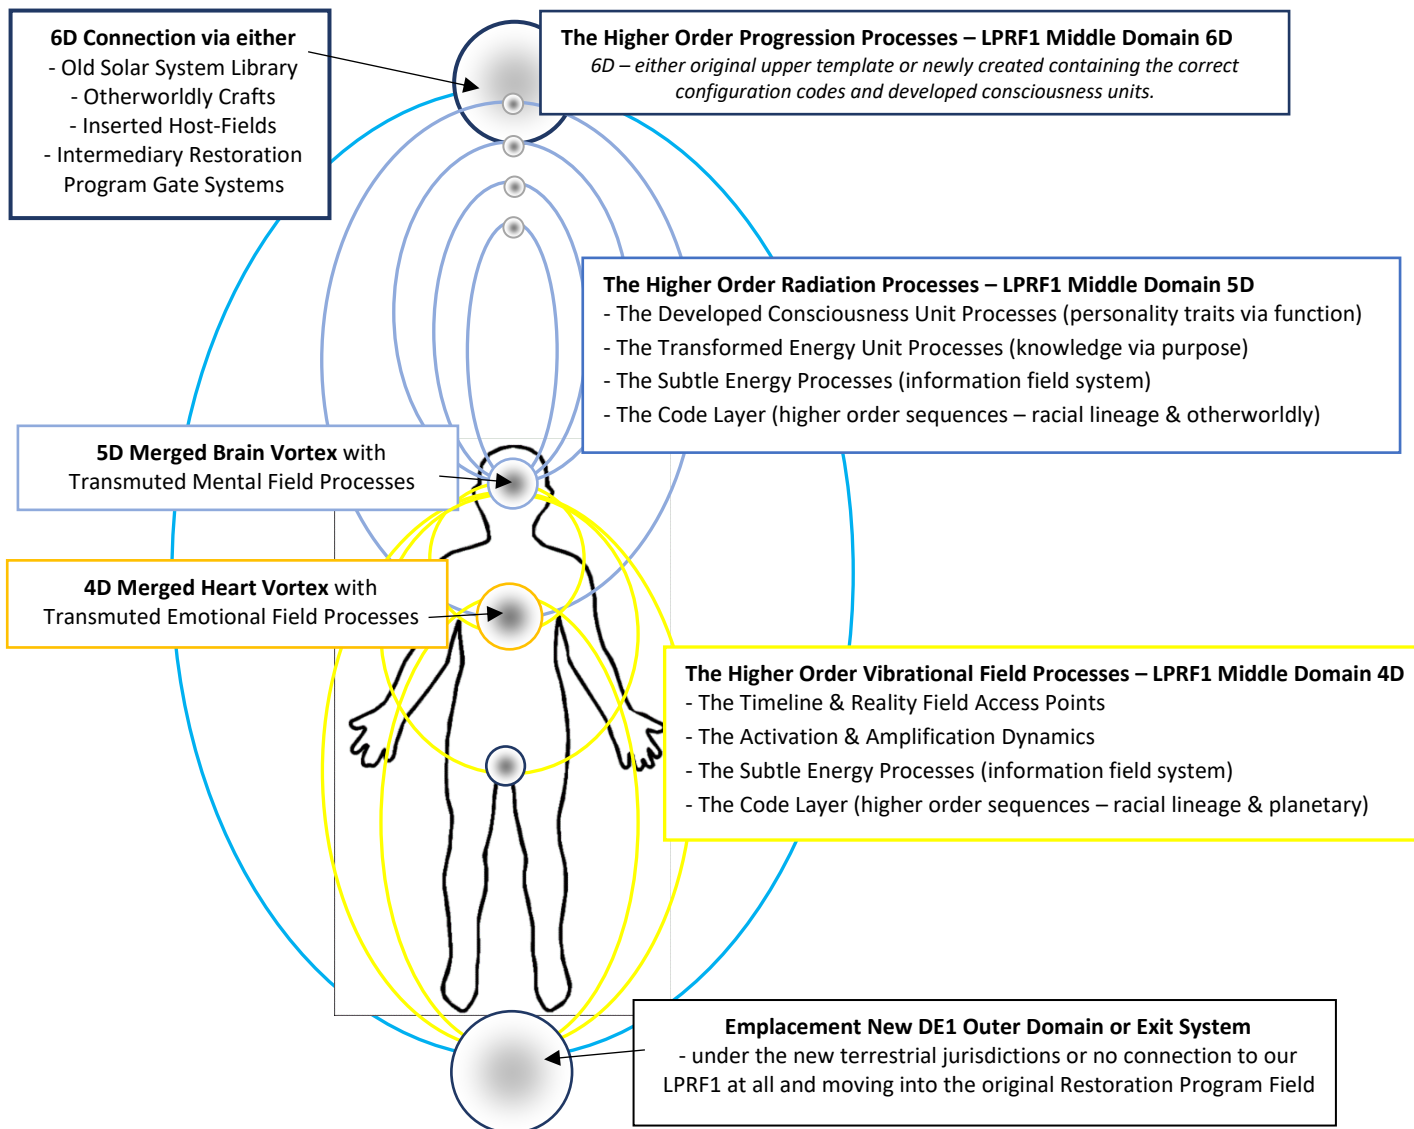 6D Connection via either
- Old Solar System Library
- Otherworldly Crafts
- Inserted Host-Fields
- Intermediary Restoration
Program Gate Systems
The Higher Order Progression Processes – LPRF1 Middle Domain 6D
6D – either original upper template or newly created containing the correct
configuration codes and developed consciousness units.
The Higher Order Radiation Processes – LPRF1 Middle Domain 5D
- The Developed Consciousness Unit Processes (personality traits via function)
- The Transformed Energy Unit Processes (knowledge via purpose)
- The Subtle Energy Processes (information field system)
- The Code Layer (higher order sequences – racial lineage & otherworldly)
5D Merged Brain Vortex with
Transmuted Mental Field Processes
4D Merged Heart Vortex with
Transmuted Emotional Field Processes
The Higher Order Vibrational Field Processes – LPRF1 Middle Domain 4D
- The Timeline & Reality Field Access Points
- The Activation & Amplification Dynamics
- The Subtle Energy Processes (information field system)
- The Code Layer (higher order sequences – racial lineage & planetary)
Emplacement New DE1 Outer Domain or Exit System
- under the new terrestrial jurisdictions or no connection to our
LPRF1 at all and moving into the original Restoration Program Field